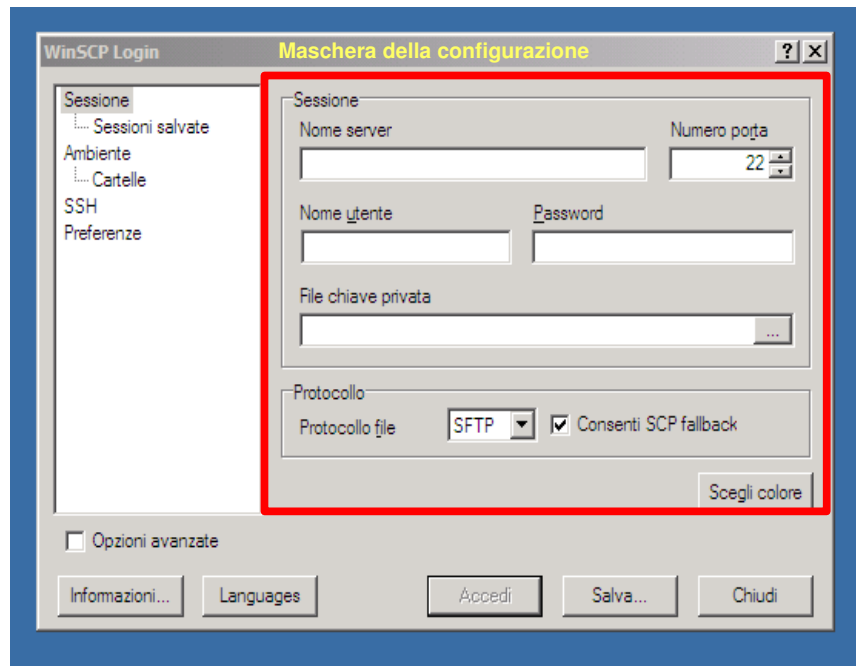 WinSCP Login Maschera della configurazione ? X
Sessione
Sessioni salvate
Ambiente
Cartelle
SSH
Preferenze
Sessione
Nome server Numero porta
22
Nome utente Password
File chiave privata
...
Protocollo
Protocollo file SFTP Consenti SCP fallback
Scegli colore
Opzioni avanzate
Informazioni... Languages Accedi Salva... Chiudi